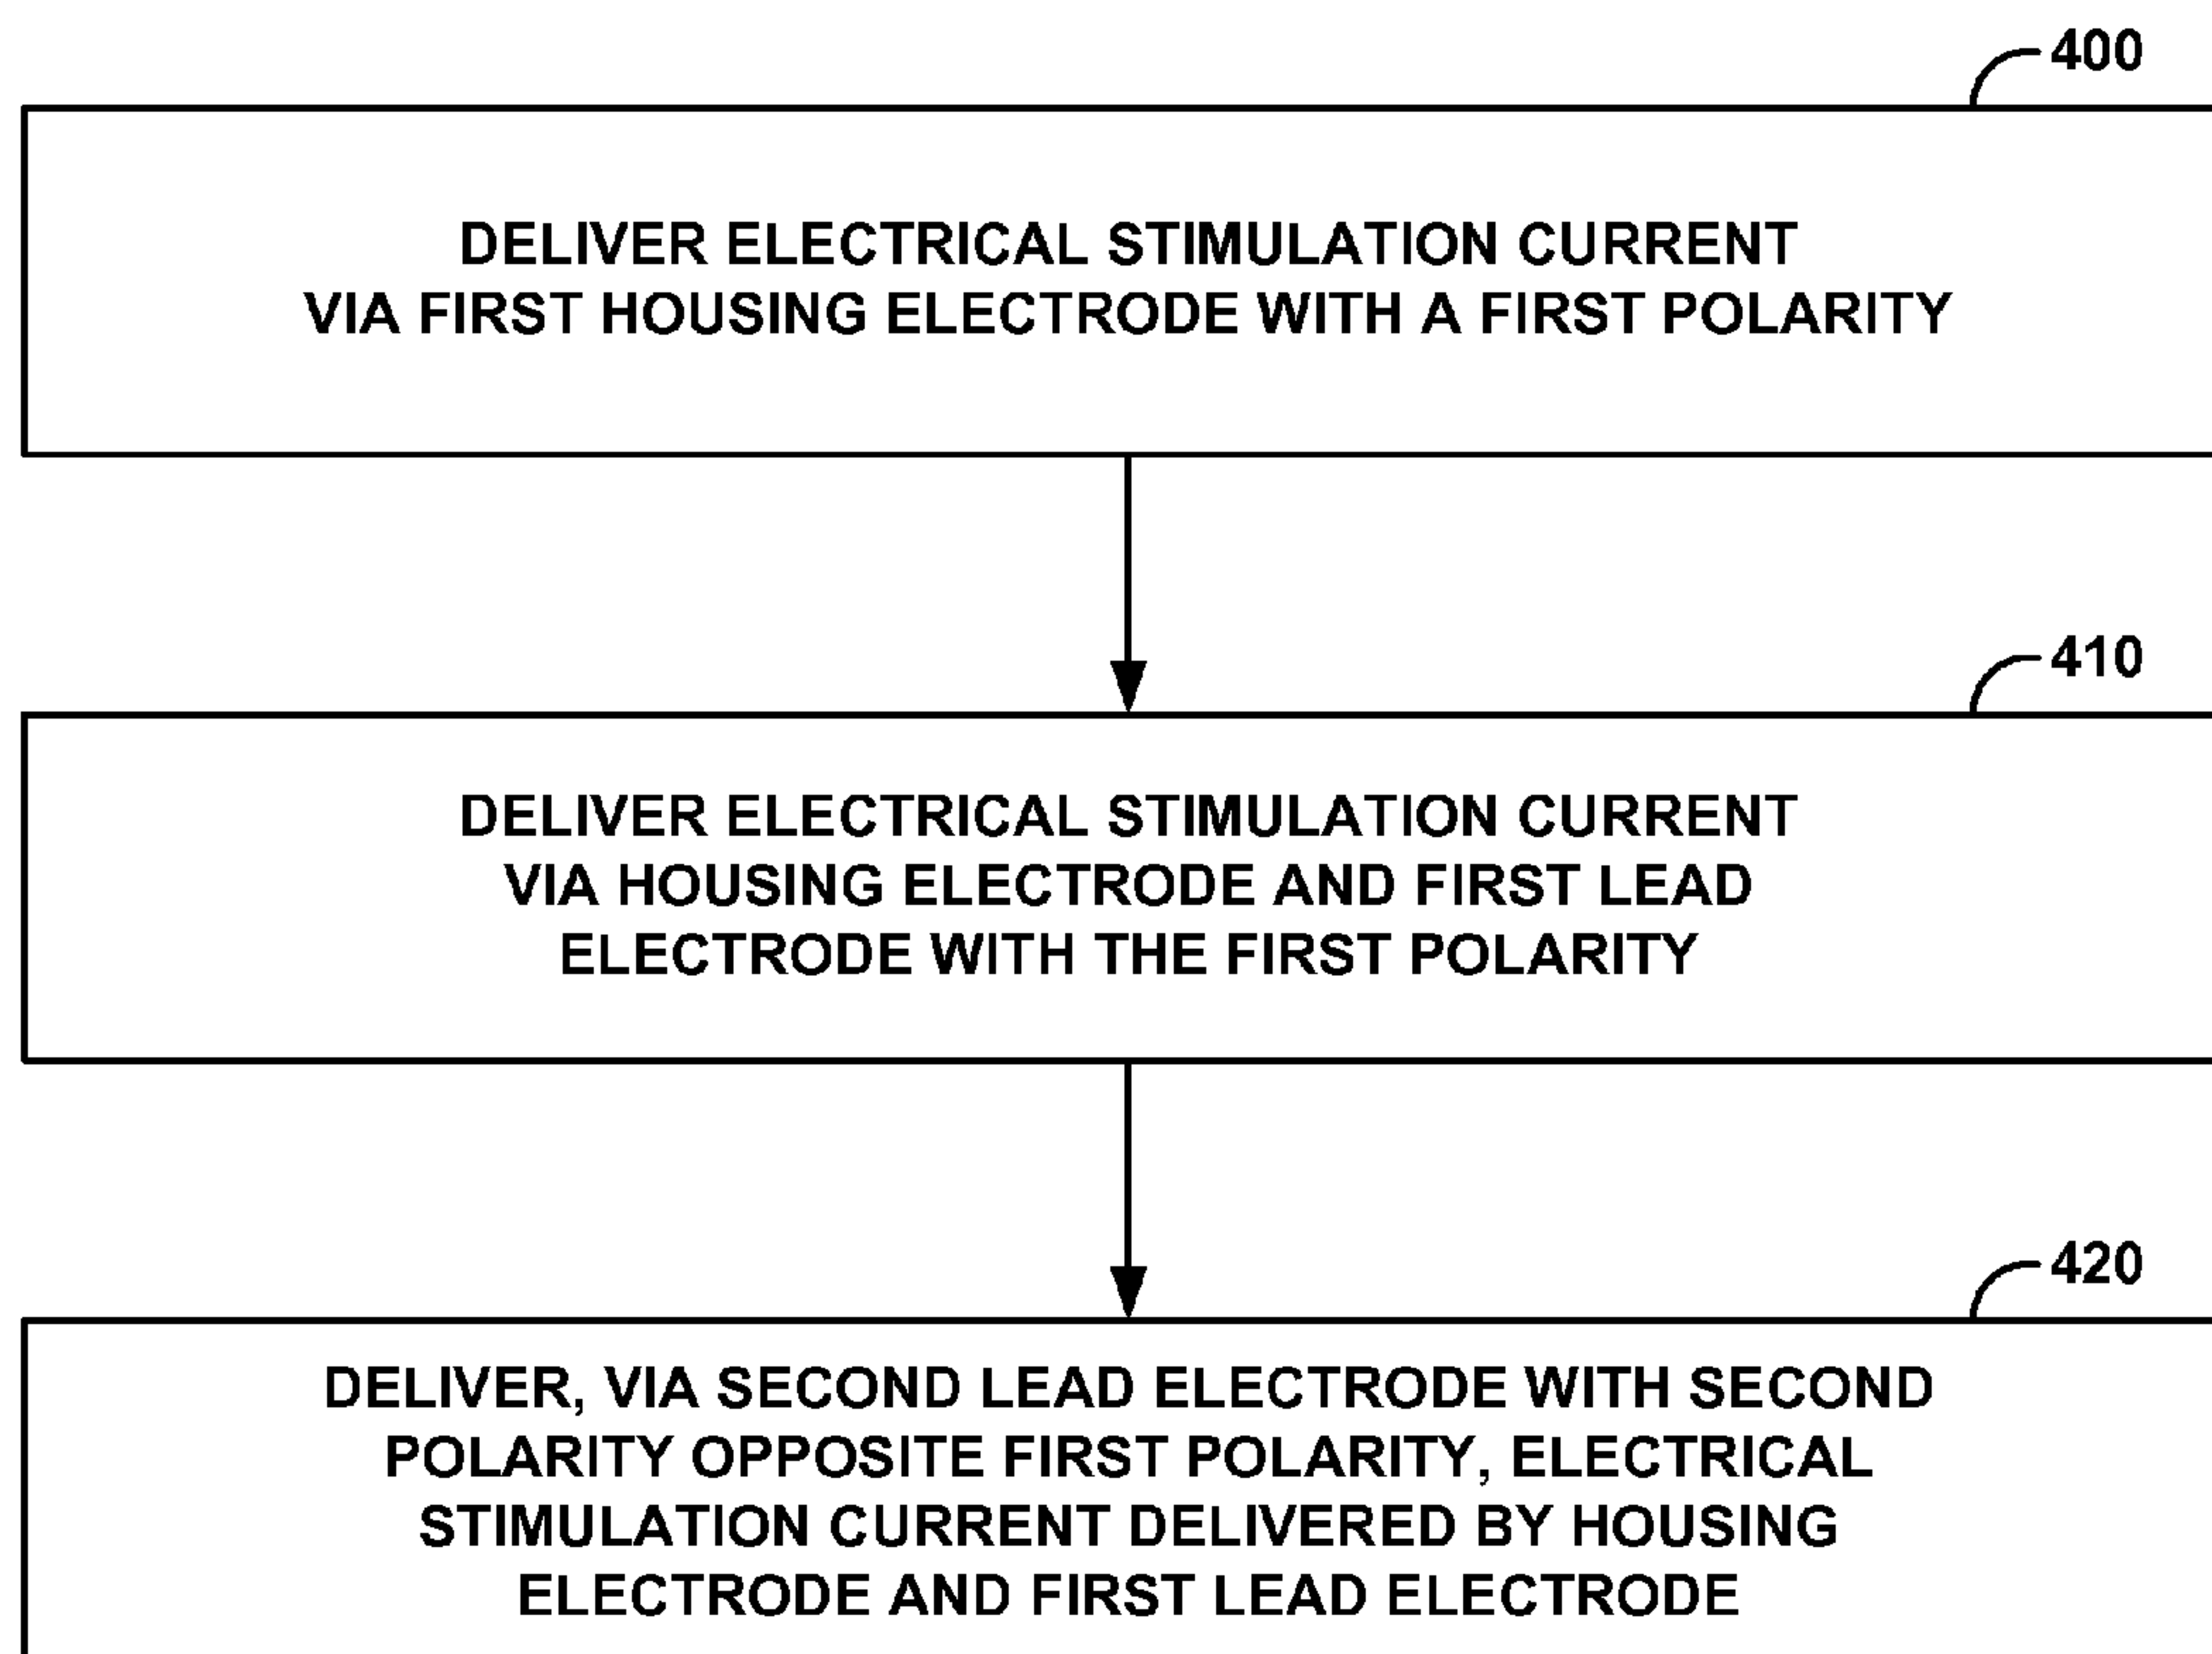 400
DELIVER ELECTRICAL STIMULATION CURRENT
VIA FIRST HOUSING ELECTRODE WITH A FIRST POLARITY
410
DELIVER ELECTRICAL STIMULATION CURRENT
VIA HOUSING ELECTRODE AND FIRST LEAD
ELECTRODE WITH THE FIRST POLARITY
420
DELIVER, VIA SECOND LEAD ELECTRODE WITH SECOND
POLARITY OPPOSITE FIRST POLARITY, ELECTRICAL
STIMULATION CURRENT DELIVERED BY HOUSING
ELECTRODE AND FIRST LEAD ELECTRODE